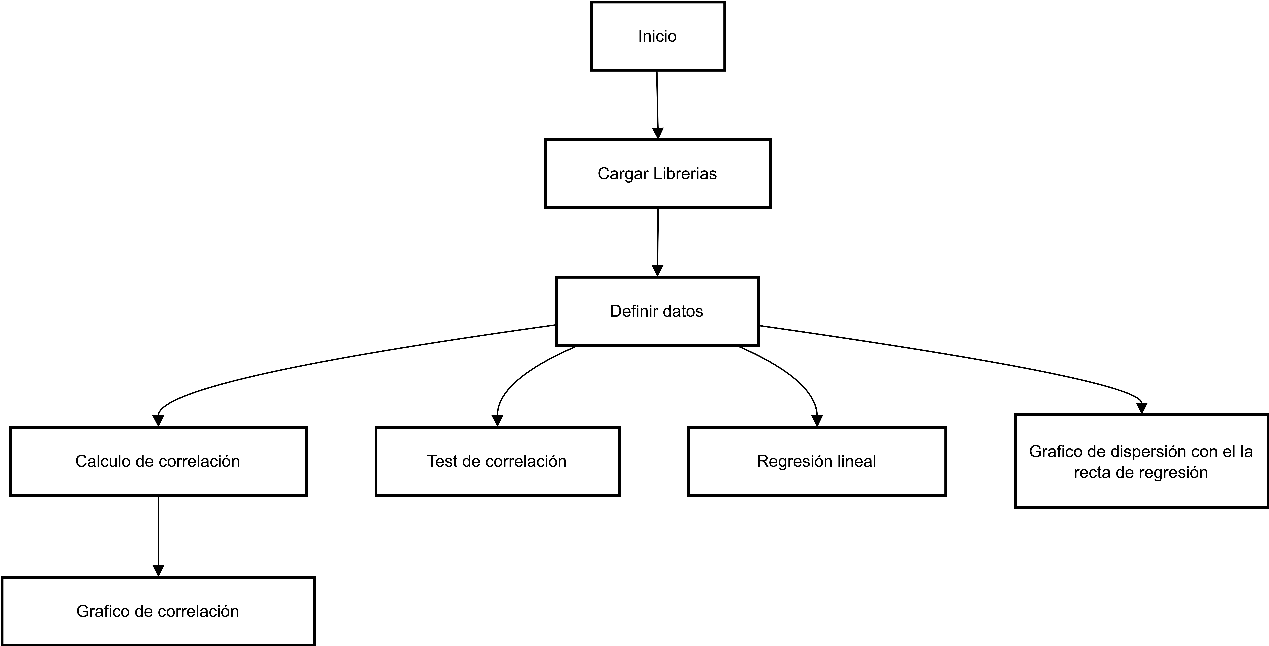 Inicio
Cargar Librerias
Definir datos
Calculo de correlación
Test de correlación
Regresión lineal
Grafico de dispersión con el la
recta de regresión
Grafico de correlación